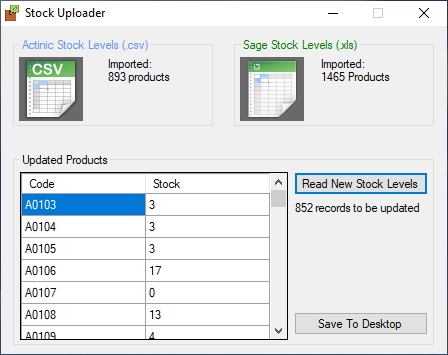 Stock Uploader
Actinic Stock Levels (.csv)
CSV
Imported:
893 products
Sage Stock Levels (.xls)
Imported:
1465 Products
Updated Products
Code Stock
A0103 3
A0104 3
A0105 3
A0106 17
A0107 0
A0108 13
A0109 4
Read New Stock Levels
852 records to be updated
Save To Desktop